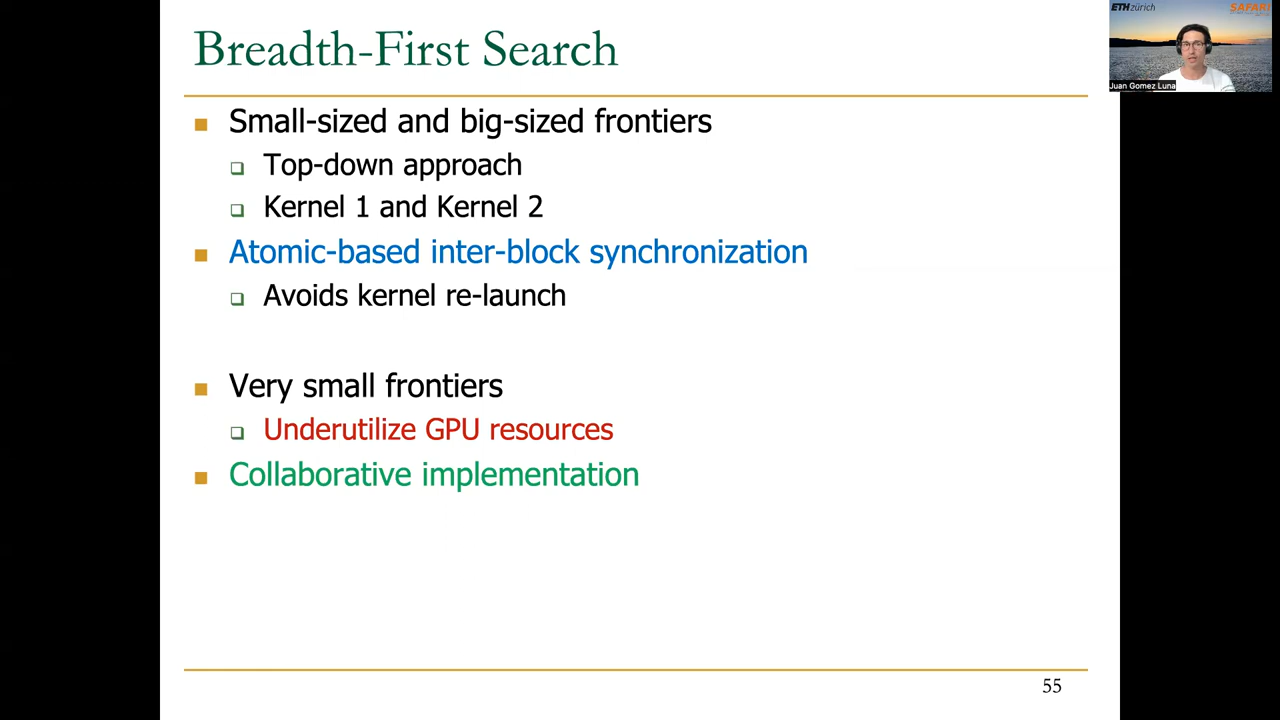 Breadth-First Search
Small-sized and big-sized frontiers
Top-down approach
Kernel 1 and Kernel 2
Atomic-based inter-block synchronization
Avoids kernel re-launch
Very small frontiers
Underutilize GPU resources
Collaborative implementation
55
ETH zürich
SAFARI
Juan Gomez Luna